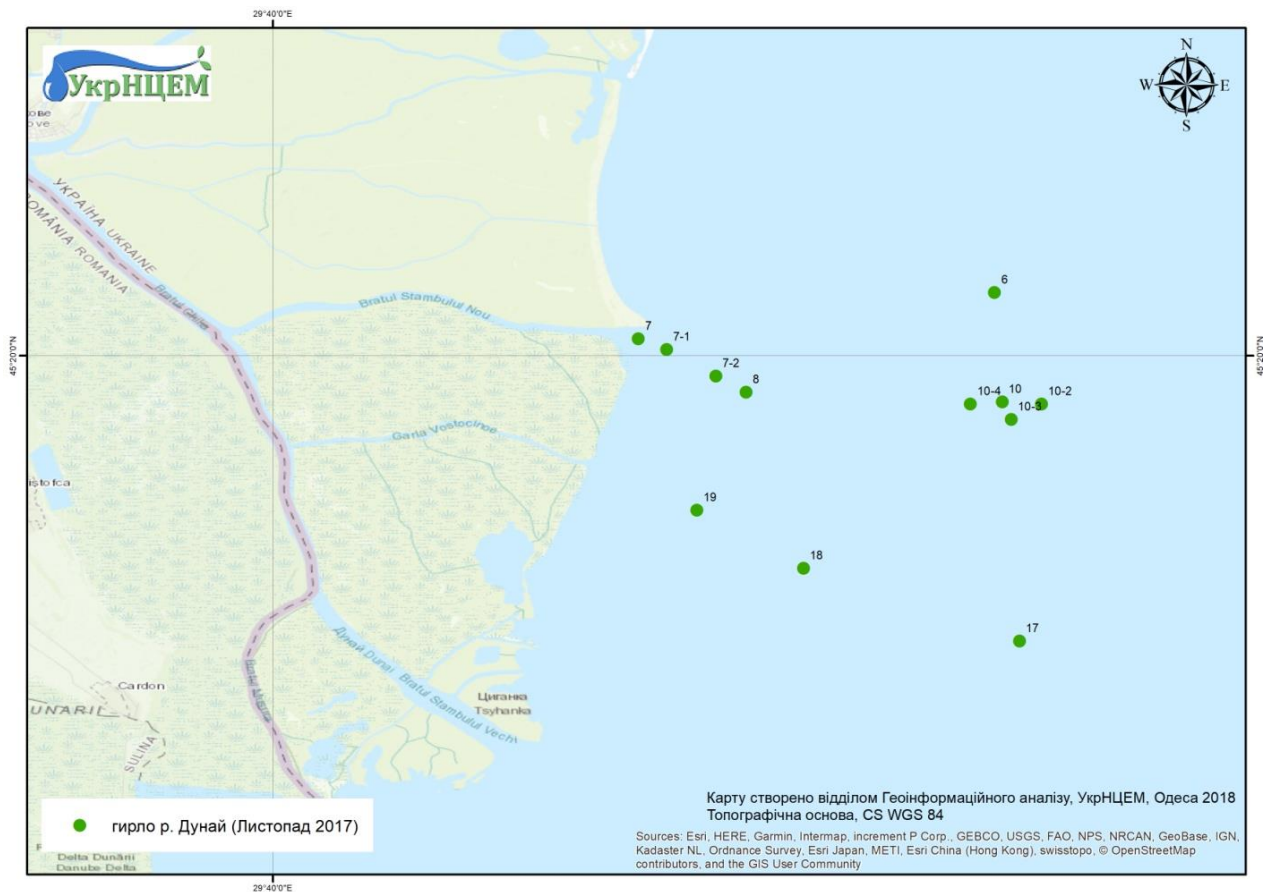 29°40'0"E
УкрНЦЕМ
N
W E
S
УКРАЇНА UKRAINE
ROMÂNIA ROMANIA
Bratul Chilia
Bratul Stambulul Nou
6
7
7-1
45°20'0"N
45°20'0"N
7-2
8
10-4
10
10-2
10-3
Garla Vostocinoe
19
18
17
Дунай Dunai Bratul Stambulul Vechi
Циганка
Tsyhanka
Cardon
SULINA
гирло р. Дунай (Листопад 2017)
Delta Dunării
Danube Delta
Карту створено відділом Геоінформаційного аналізу, УкрНЦЕМ, Одеса 2018
Топографічна основа, CS WGS 84
Sources: Esri, HERE, Garmin, Intermap, increment P Corp., GEBCO, USGS, FAO, NPS, NRCAN, GeoBase, IGN,
Kadaster NL, Ordnance Survey, Esri Japan, METI, Esri China (Hong Kong), swisstopo, © OpenStreetMap
contributors, and the GIS User Community
29°40'0"E